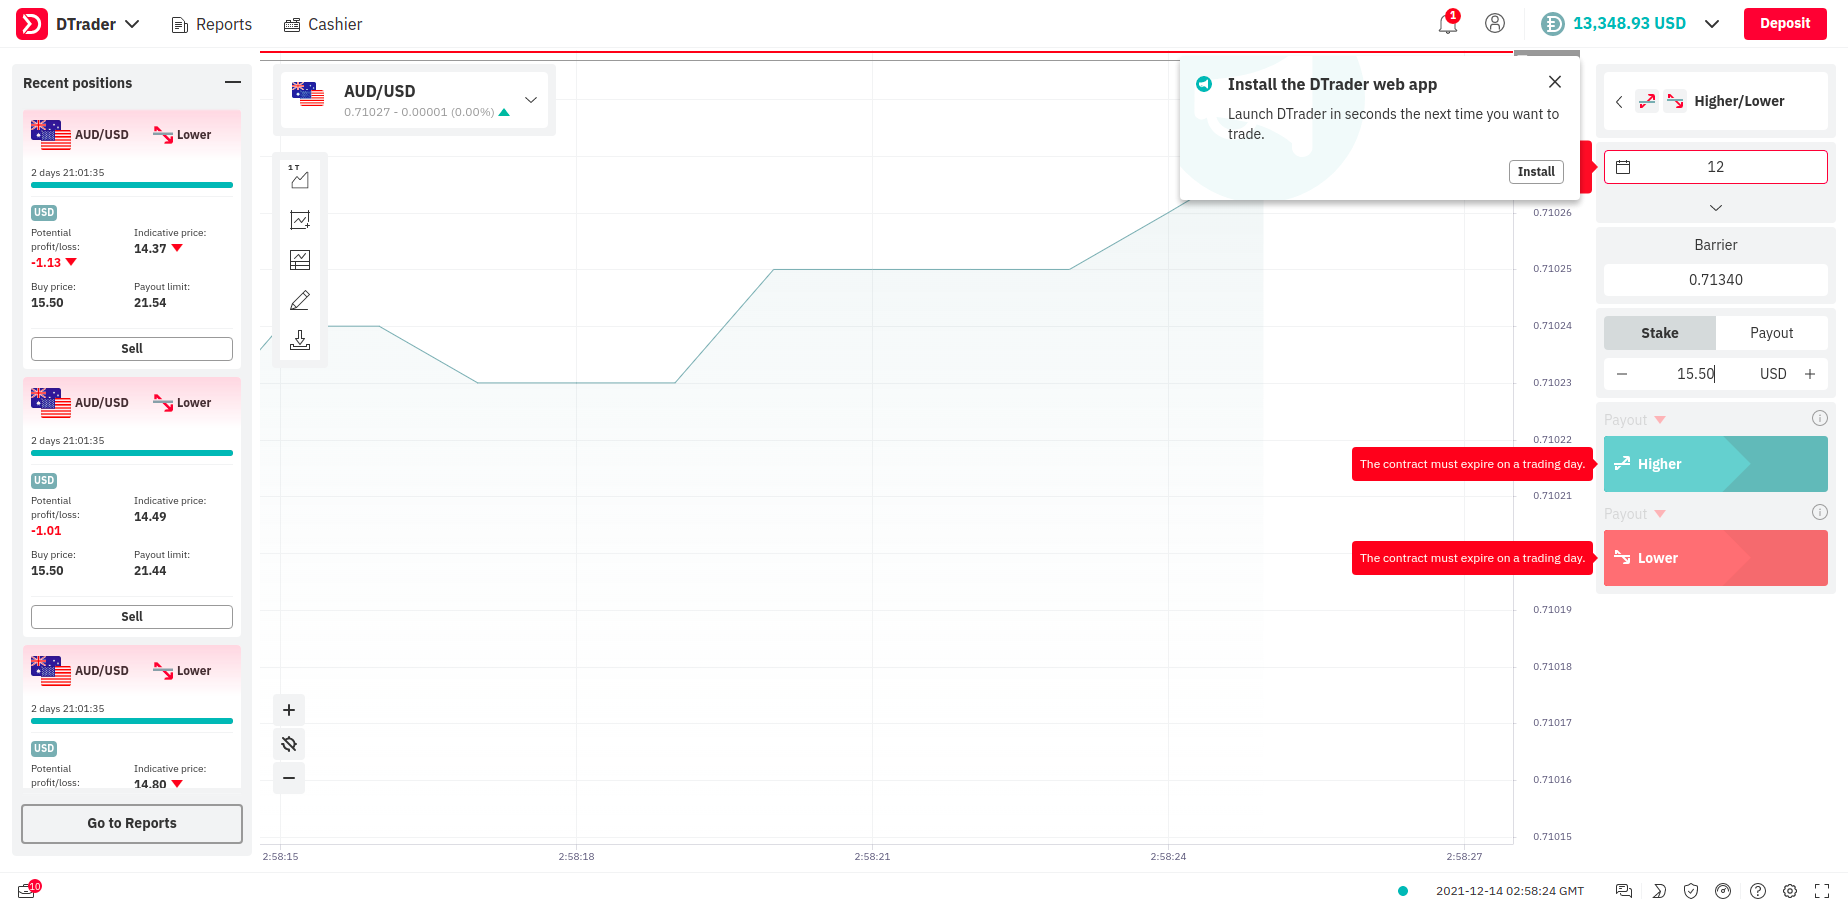 DTrader
Reports
Cashier
1
13,348.93 USD
Deposit
Recent positions
AUD/USD
Lower
2 days 21:01:35
USD
Potential
profit/loss:
-1.13
Indicative price:
14.37
Buy price:
15.50
Payout limit:
21.54
Sell
AUD/USD
Lower
2 days 21:01:35
USD
Potential
profit/loss:
-1.01
Indicative price:
14.49
Buy price:
15.50
Payout limit:
21.44
Sell
AUD/USD
Lower
2 days 21:01:35
USD
Potential
profit/loss:
Indicative price:
14.80
Go to Reports
AUD/USD
0.71027 - 0.00001 (0.00%)
1 T
Install the DTrader web app
Launch DTrader in seconds the next time you want to
trade.
Install
0.71026
0.71025
0.71024
0.71023
0.71022
0.71021
0.71019
0.71018
0.71017
0.71016
0.71015
2:58:15
2:58:18
2:58:21
2:58:24
2:58:27
Higher/Lower
12
Barrier
0.71340
Stake
Payout
15.50
USD
Payout
The contract must expire on a trading day.
Higher
Payout
The contract must expire on a trading day.
Lower
10
2021-12-14 02:58:24 GMT